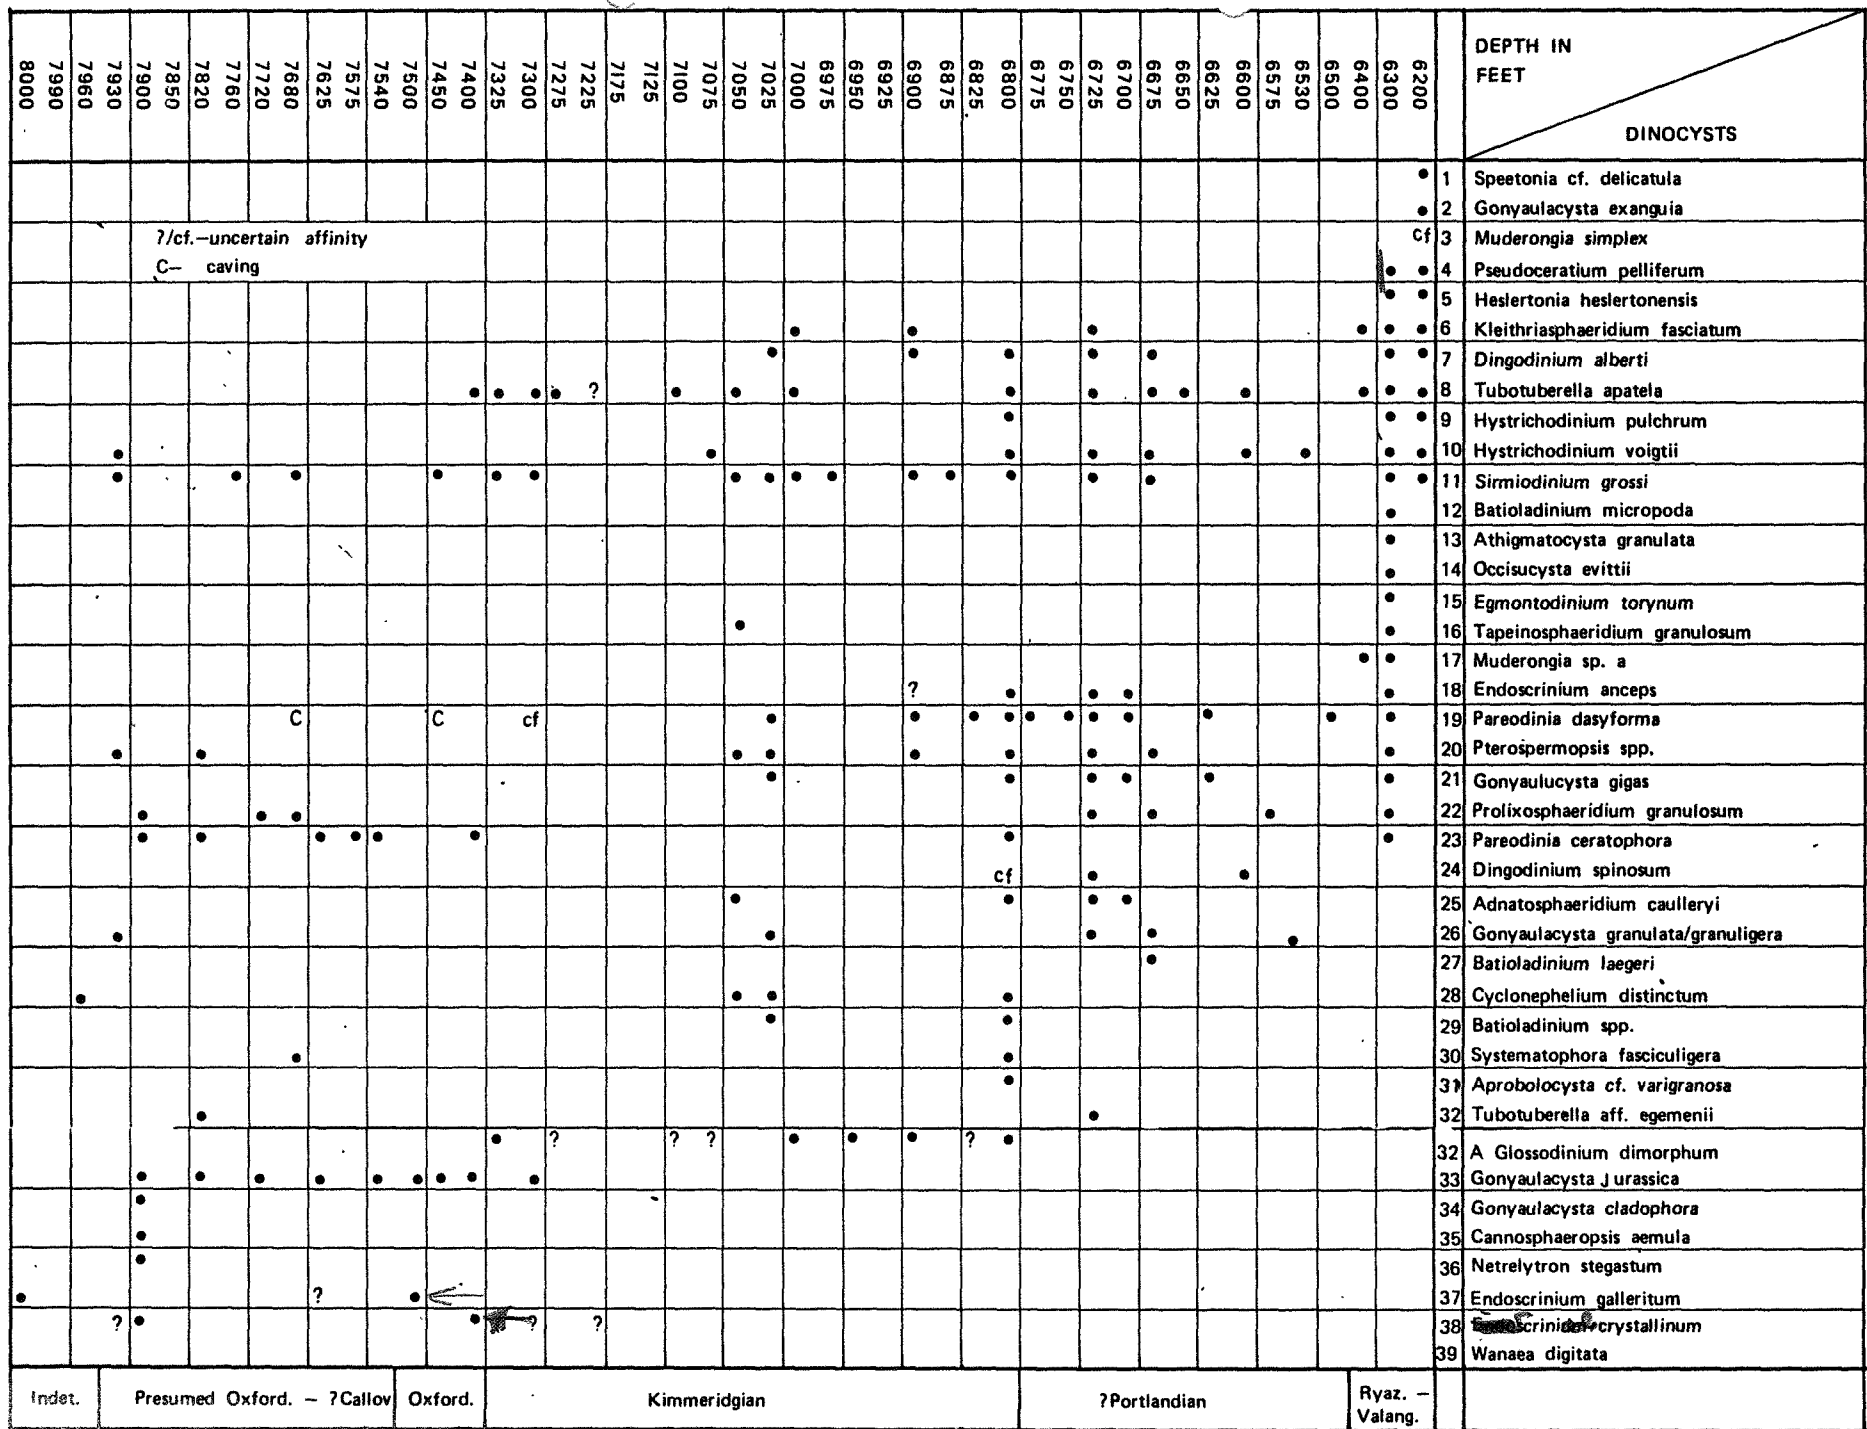 8000 7990 7960 7930 7900 7850 7820 7760 7720 7680 7625 7575 7540 7500 7450 7400 7325 7300 7275 7225 7175 7125 7100 7075 7050 7025 7000 6975 6950 6925 6900 6875 6825 6800 6775 6750 6725 6700 6675 6650 6625 6600 6575 6530 6500 6400 6300 6200
DEPTH IN
FEET
DINOCYSTS
1 Speetonia cf. delicatula
2 Gonyaulacysta exanguia
?/cf.—uncertain affinity
cf 3 Muderongia simplex
C— caving
4 Pseudoceratium pelliferum
5 Heslertonia heslertonensis
6 Kleithriasphaeridium fasciatum
7 Dingodinium alberti
? 8 Tubotuberella apatela
9 Hystrichodinium pulchrum
10 Hystrichodinium voigtii
11 Sirmiodinium grossi
12 Batioladinium micropoda
13 Athigmatocysta granulata
14 Occisucysta evittii
15 Egmontodinium torynum
16 Tapeinosphaeridium granulosum
17 Muderongia sp. a
? 18 Endoscrinium anceps
C C cf 19 Pareodinia dasyforma
20 Pterospermopsis spp.
21 Gonyaulucysta gigas
22 Prolixosphaeridium granulosum
23 Pareodinia ceratophora
cf 24 Dingodinium spinosum
25 Adnatosphaeridium caulleryi
26 Gonyaulacysta granulata/granuligera
27 Batioladinium laegeri
28 Cyclonephelium distinctum
29 Batioladinium spp.
30 Systematophora fasciculigera
31 Aprobolocysta cf. varigranosa
32 Tubotuberella aff. egemenii
? ? ? ? 32 A Glossodinium dimorphum
33 Gonyaulacysta Jurassica
34 Gonyaulacysta cladophora
35 Cannosphaeropsis aemula
36 Netrelytron stegastum
? 37 Endoscrinium galleritum
? ? ? 38 crystallinum
39 Wanaea digitata
Indet. Presumed Oxford. — ?Callov Oxford. Kimmeridgian ?Portlandian Ryaz. —
Valang.